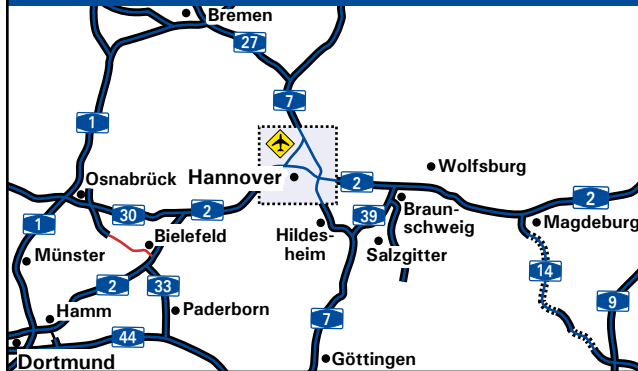 Bremen
27
7
1
Wolfsburg
Hannover
2
Osnabrück
2
30
2
39
Braun-
schweig
1
Hildes-
heim
Magdeburg
Bielefeld
Salzgitter
Münster
14
2
33
9
Hamm
Paderborn
7
44
Dortmund
Göttingen